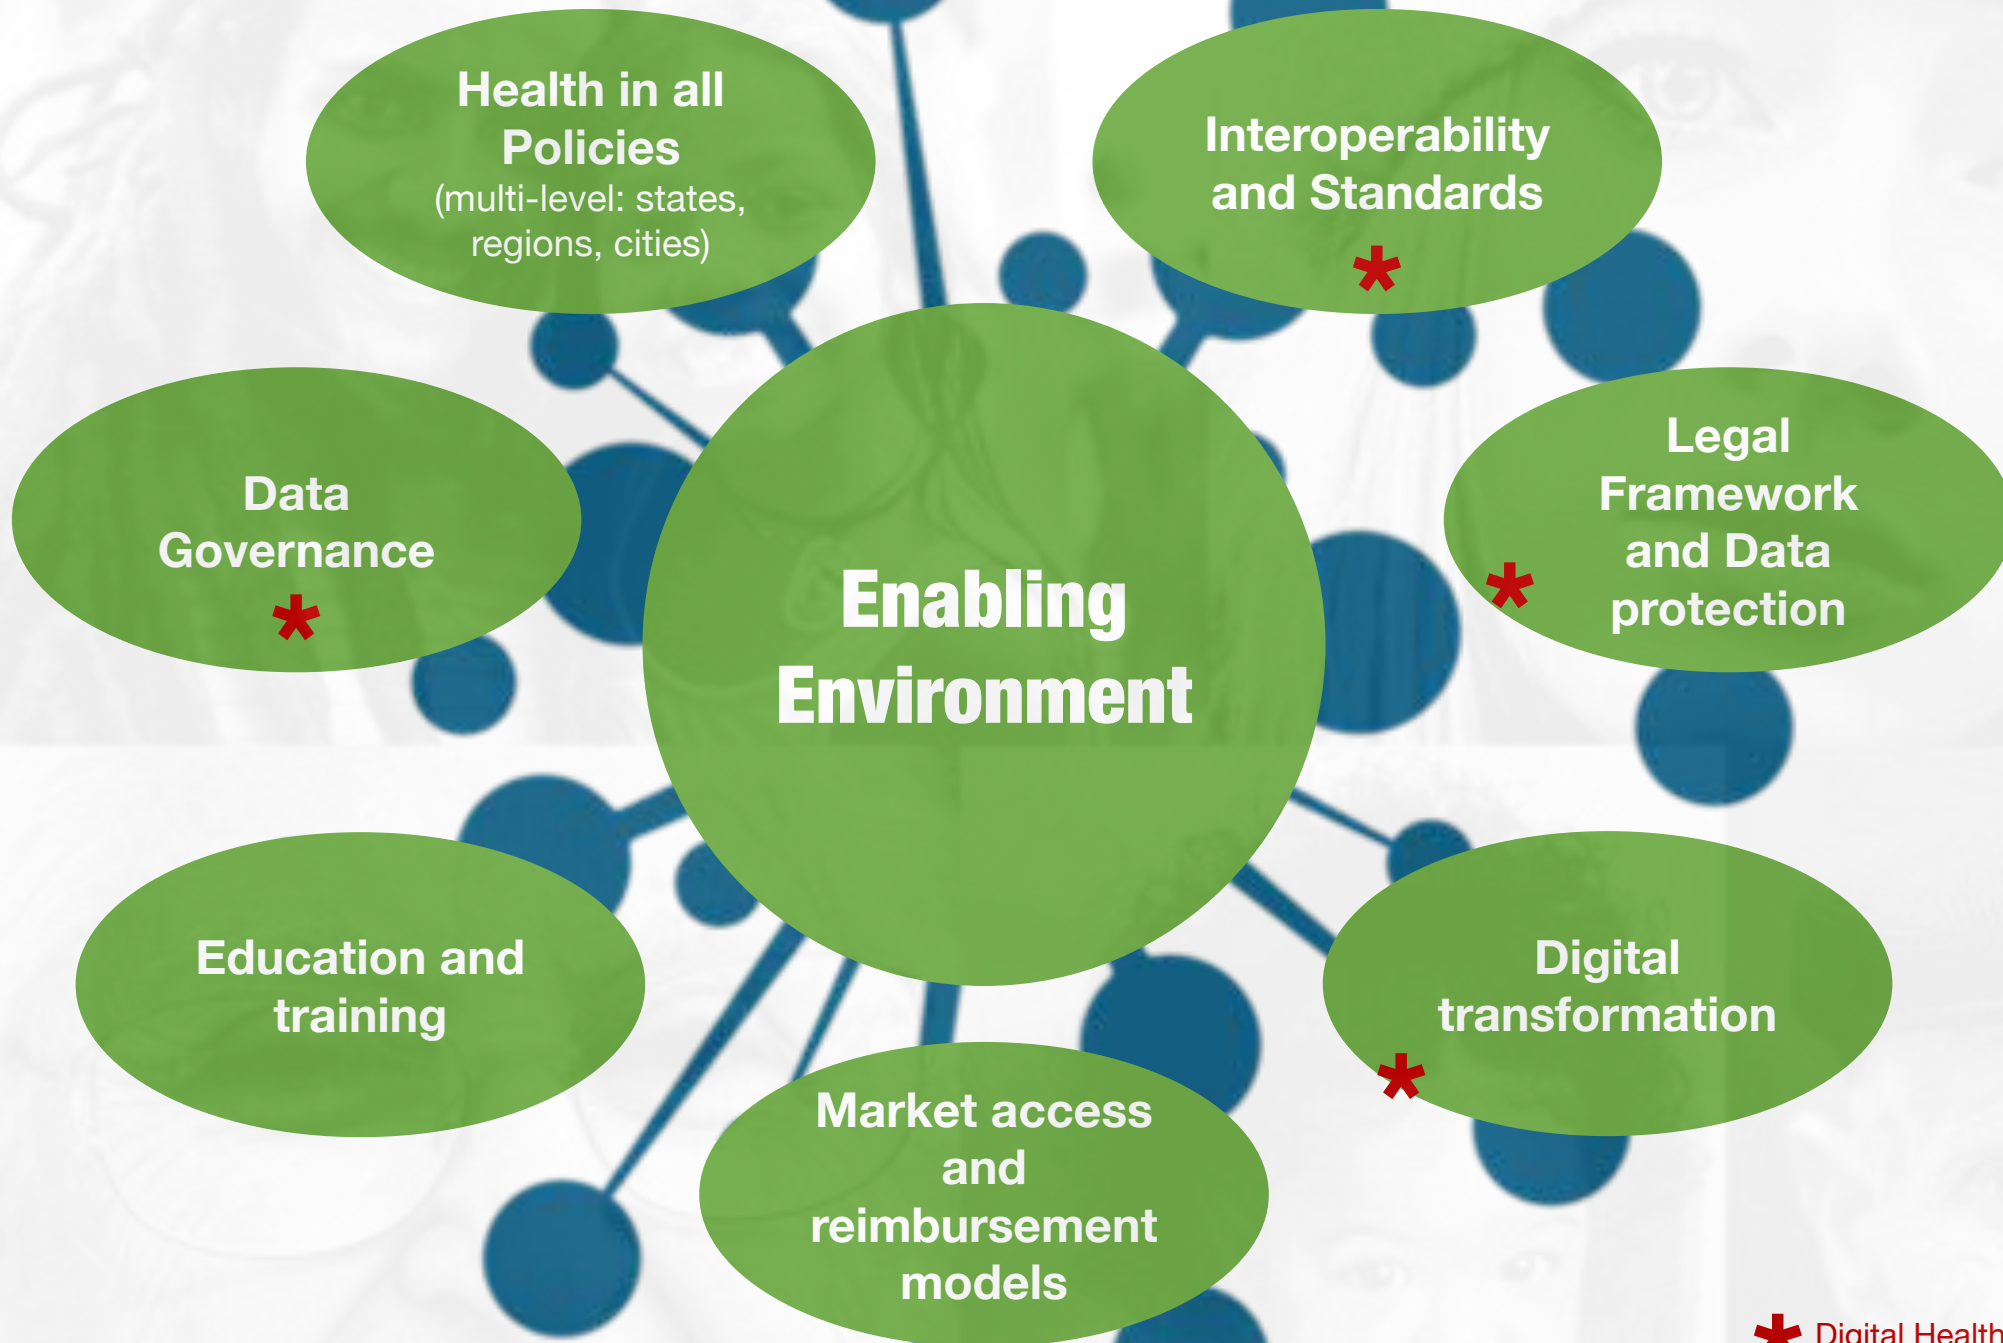 Health in all
Policies
(multi-level: states,
regions, cities)
Interoperability
and Standards
*
Data
Governance
*
Legal
Framework
and Data
protection
*
Enabling
Environment
Education and
training
Digital
transformation
*
Market access
and
reimbursement
models
* Digital Health